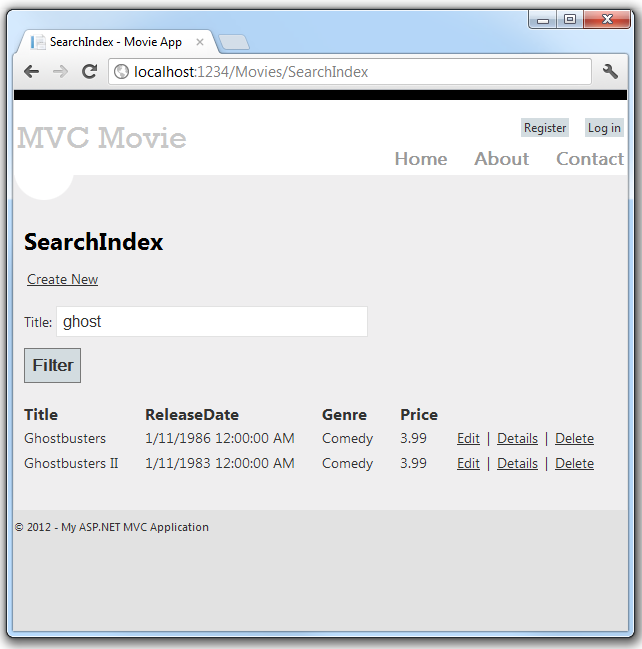 SearchIndex - Movie App
localhost:1234/Movies/SearchIndex
Register Log in
MVC Movie
Home About Contact
SearchIndex
Create New
Title: ghost
Filter
Title ReleaseDate Genre Price
Ghostbusters 1/11/1986 12:00:00 AM Comedy 3.99 Edit | Details | Delete
Ghostbusters II 1/11/1983 12:00:00 AM Comedy 3.99 Edit | Details | Delete
© 2012 - My ASP.NET MVC Application